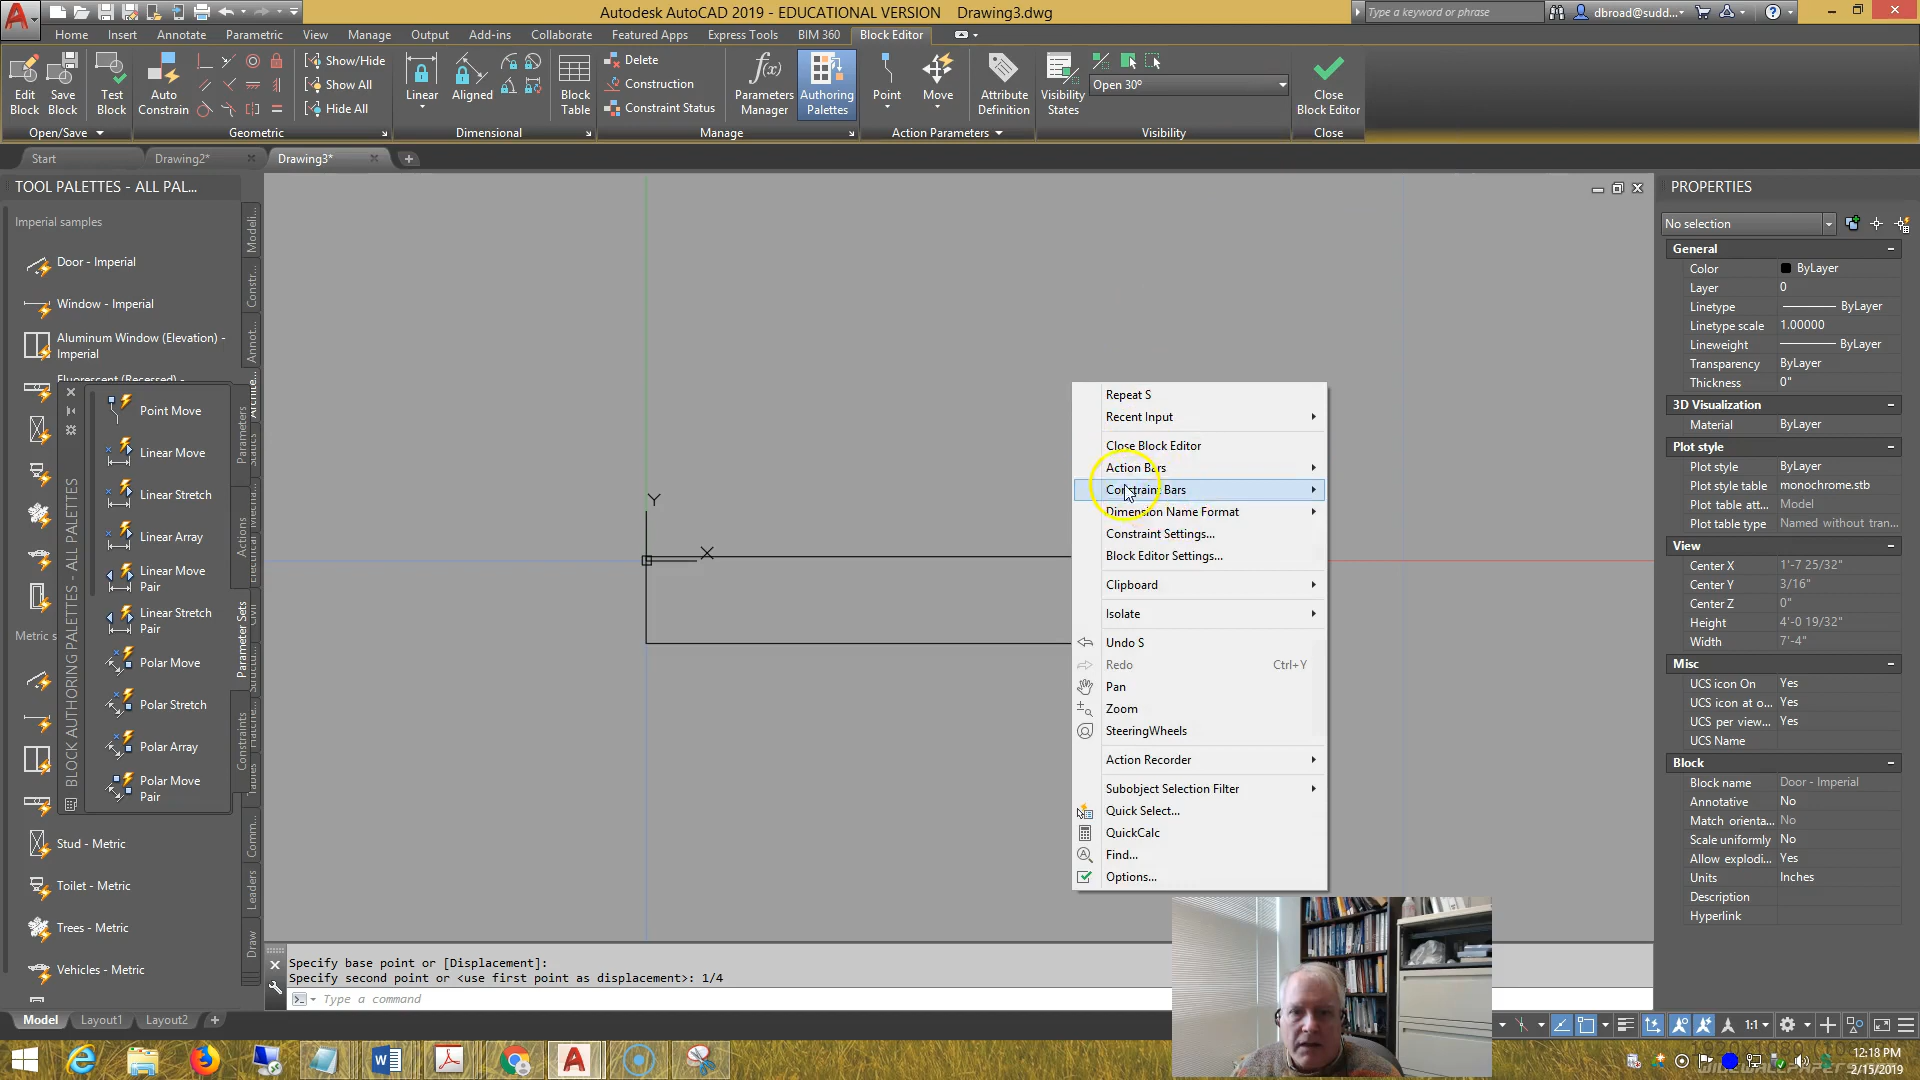 Autodesk AutoCAD 2019 - EDUCATIONAL VERSION Drawing3.dwg
Type a keyword or phrase
dbroad@sudd...
Home Insert Annotate Parametric View Manage Output Add-ins Collaborate Featured Apps Express Tools BIM 360 Block Editor
Edit Block
Save Block
Test Block
Auto Constrain
Show/Hide
Show All
Hide All
Linear
Aligned
Block Table
Delete
Construction
Constraint Status
Parameters Manager
Authoring Palettes
Point
Move
Attribute Definition
Visibility States
Open 30º
Close Block Editor
Open/Save Geometric Dimensional Manage Action Parameters Visibility Close
Start Drawing2* Drawing3*
TOOL PALETTES - ALL PAL...
Imperial samples
Door - Imperial
Window - Imperial
Aluminum Window (Elevation) - Imperial
Fluorescent (Recessed) -
Metric s
Stud - Metric
Toilet - Metric
Trees - Metric
Vehicles - Metric
Modeli...
Constr...
Annot...
Archite...
Comm...
Leaders
Draw
BLOCK AUTHORING PALETTES - ALL PALETTES
Point Move
Linear Move
Linear Stretch
Linear Array
Linear Move Pair
Linear Stretch Pair
Polar Move
Polar Stretch
Polar Array
Polar Move Pair
Parameters
Actions
Parameter Sets
Constraints
Y
X
Repeat S
Recent Input
Close Block Editor
Action Bars
Constraint Bars
Dimension Name Format
Constraint Settings...
Block Editor Settings...
Clipboard
Isolate
Undo S
Redo Ctrl+Y
Pan
Zoom
SteeringWheels
Action Recorder
Subobject Selection Filter
Quick Select...
QuickCalc
Find...
Options...
PROPERTIES
No selection
General
Color ByLayer
Layer 0
Linetype ByLayer
Linetype scale 1.00000
Lineweight ByLayer
Transparency ByLayer
Thickness 0"
3D Visualization
Material ByLayer
Plot style
Plot style ByLayer
Plot style table monochrome.stb
Plot table att... Model
Plot table type Named without tran...
View
Center X 1'-7 25/32"
Center Y 3/16"
Center Z 0"
Height 4'-0 19/32"
Width 7'-4"
Misc
UCS icon On Yes
UCS icon at o... Yes
UCS per view... Yes
UCS Name
Block
Block name Door - Imperial
Annotative No
Match orienta... No
Scale uniformly No
Allow explodi... Yes
Units Inches
Description
Hyperlink
Specify base point or [Displacement]:
Specify second point or <use first point as displacement>: 1/4
Type a command
Model Layout1 Layout2
1:1
12:18 PM
2/15/2019